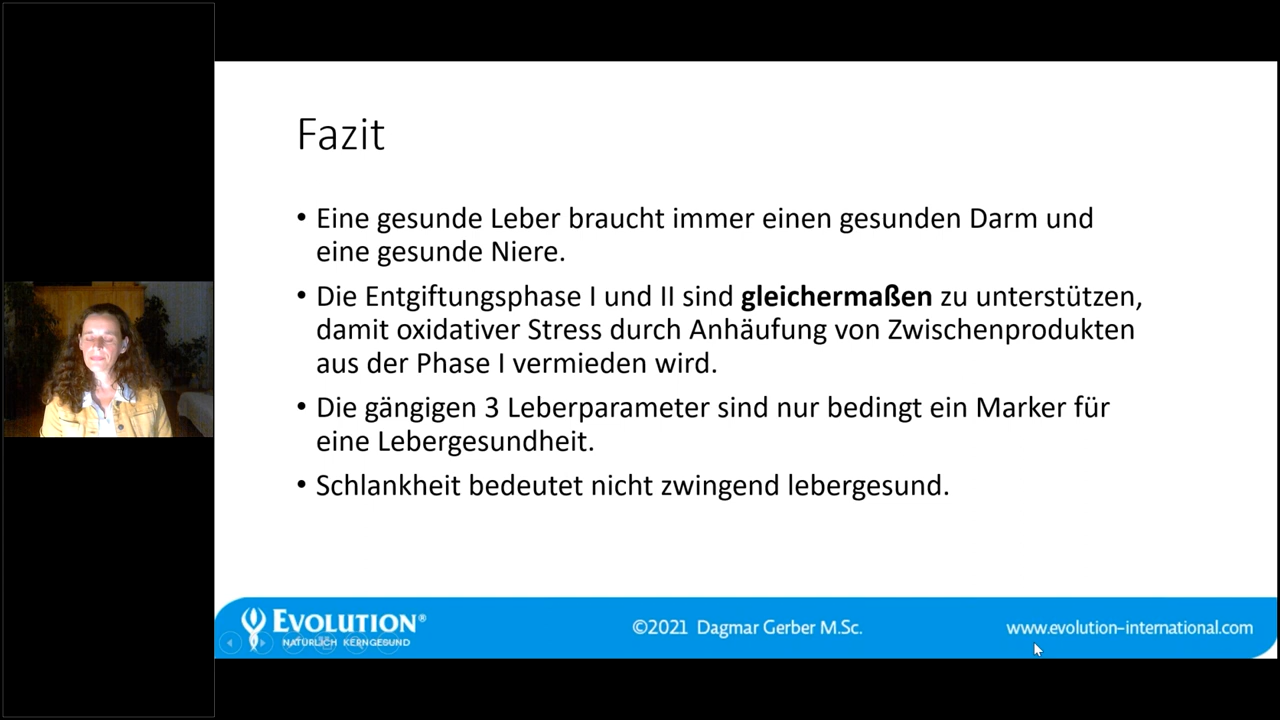 Fazit
• Eine gesunde Leber braucht immer einen gesunden Darm und
eine gesunde Niere.
• Die Entgiftungsphase I und II sind gleichermaßen zu unterstützen,
damit oxidativer Stress durch Anhäufung von Zwischenprodukten
aus der Phase I vermieden wird.
• Die gängigen 3 Leberparameter sind nur bedingt ein Marker für
eine Lebergesundheit.
• Schlankheit bedeutet nicht zwingend lebergesund.
EVOLUTION®
NATÜRLICH KERNGESUND
©2021 Dagmar Gerber M.Sc.
www.evolution-international.com